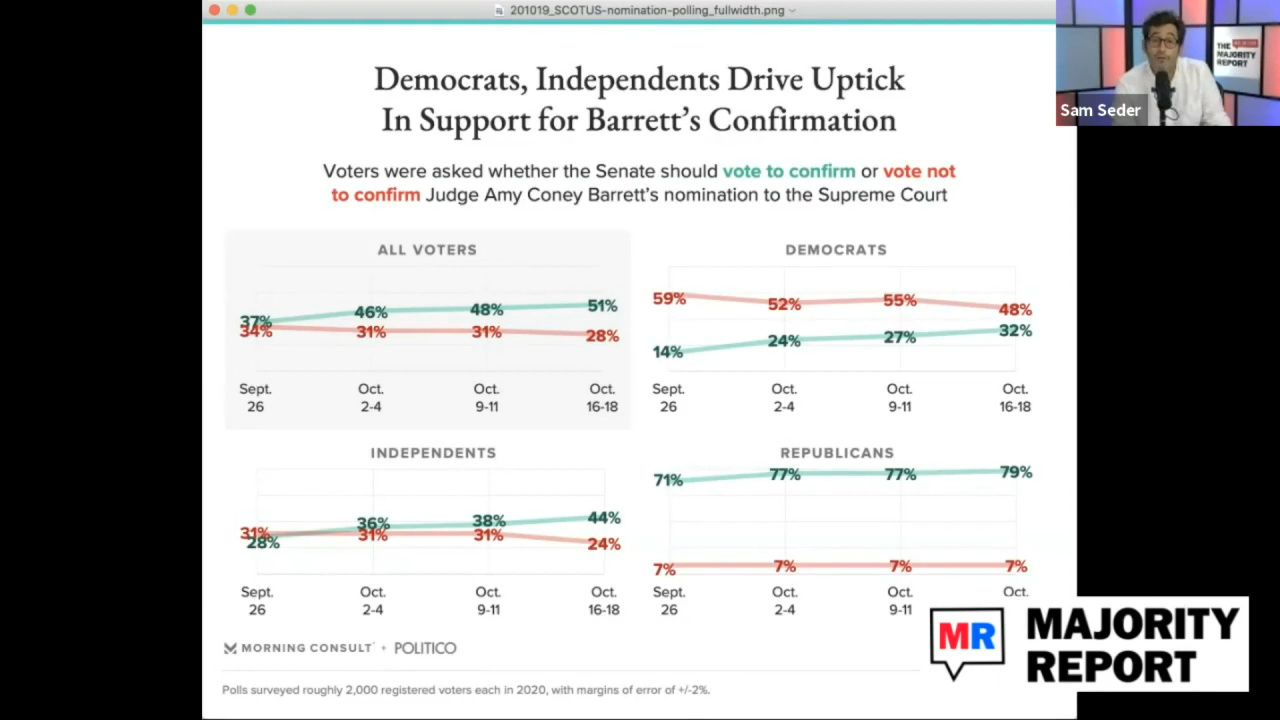 201019_SCOTUS-nomination-polling_fullwidth.png
THE
MAJORITY
REPORT
Sam Seder
Democrats, Independents Drive Uptick
In Support for Barrett's Confirmation
Voters were asked whether the Senate should vote to confirm or vote not
to confirm Judge Amy Coney Barrett's nomination to the Supreme Court
ALL VOTERS
37% 46% 48% 51%
34% 31% 31% 28%
Sept. Oct. Oct. Oct.
26 2-4 9-11 16-18
DEMOCRATS
59% 52% 55% 48%
14% 24% 27% 32%
Sept. Oct. Oct. Oct.
26 2-4 9-11 16-18
INDEPENDENTS
31% 36% 38% 44%
28% 31% 31% 24%
Sept. Oct. Oct. Oct.
26 2-4 9-11 16-18
REPUBLICANS
71% 77% 77% 79%
7% 7% 7% 7%
Sept. Oct. Oct. Oct.
26 2-4 9-11
MORNING CONSULT + POLITICO
Polls surveyed roughly 2,000 registered voters each in 2020, with margins of error of +/-2%.
MR
MAJORITY
REPORT